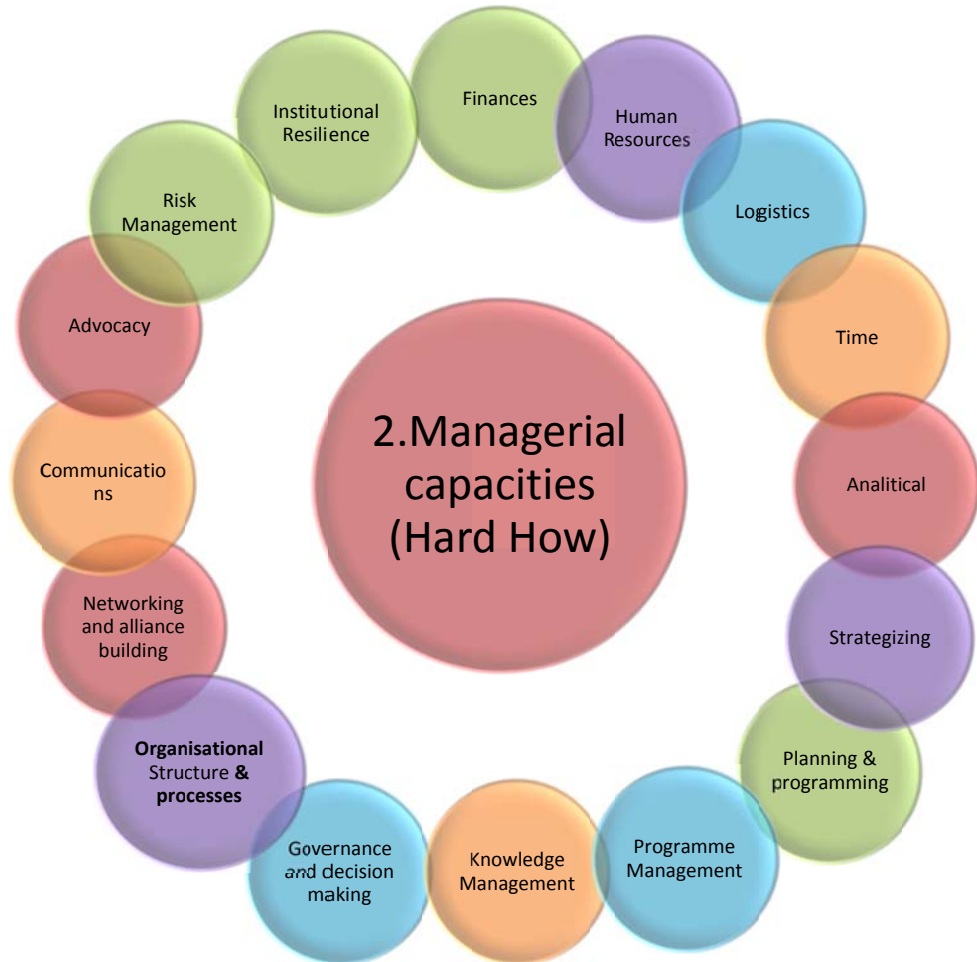 Finances
Human
Resources
Logistics
Time
Analitical
Strategizing
Planning &
programming
Programme
Management
Knowledge
Management
Governance
and decision
making
Organisational
Structure &
processes
Networking
and alliance
building
Communicatio
ns
Advocacy
Risk
Management
Institutional
Resilience
2.Managerial
capacities
(Hard How)